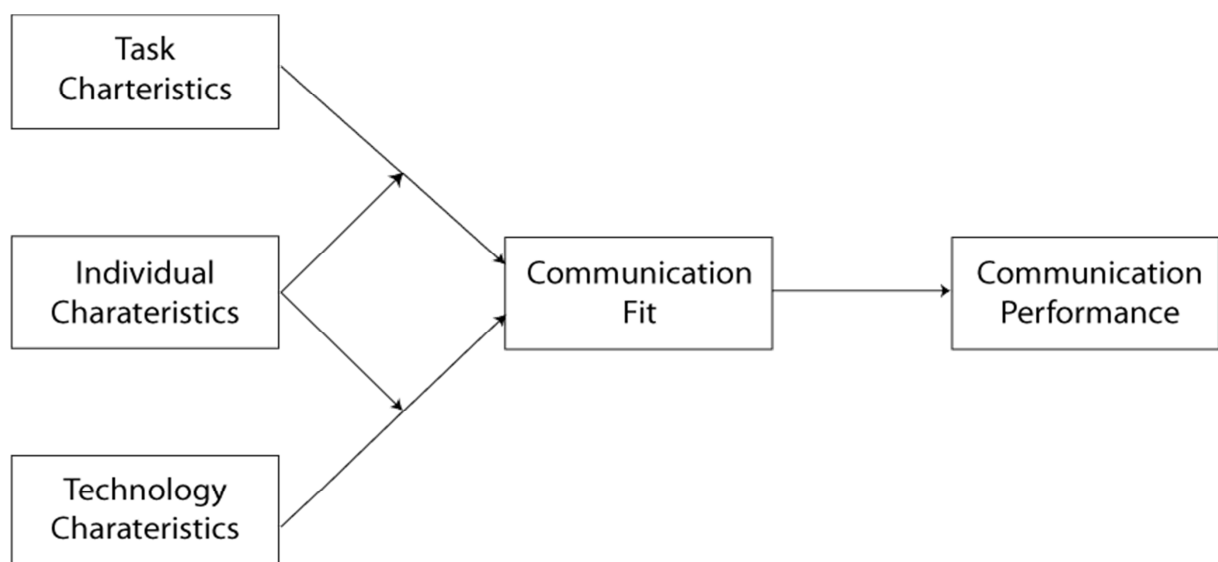 Task
Charteristics
Individual
Charateristics
Communication
Fit
Communication
Performance
Technology
Charateristics